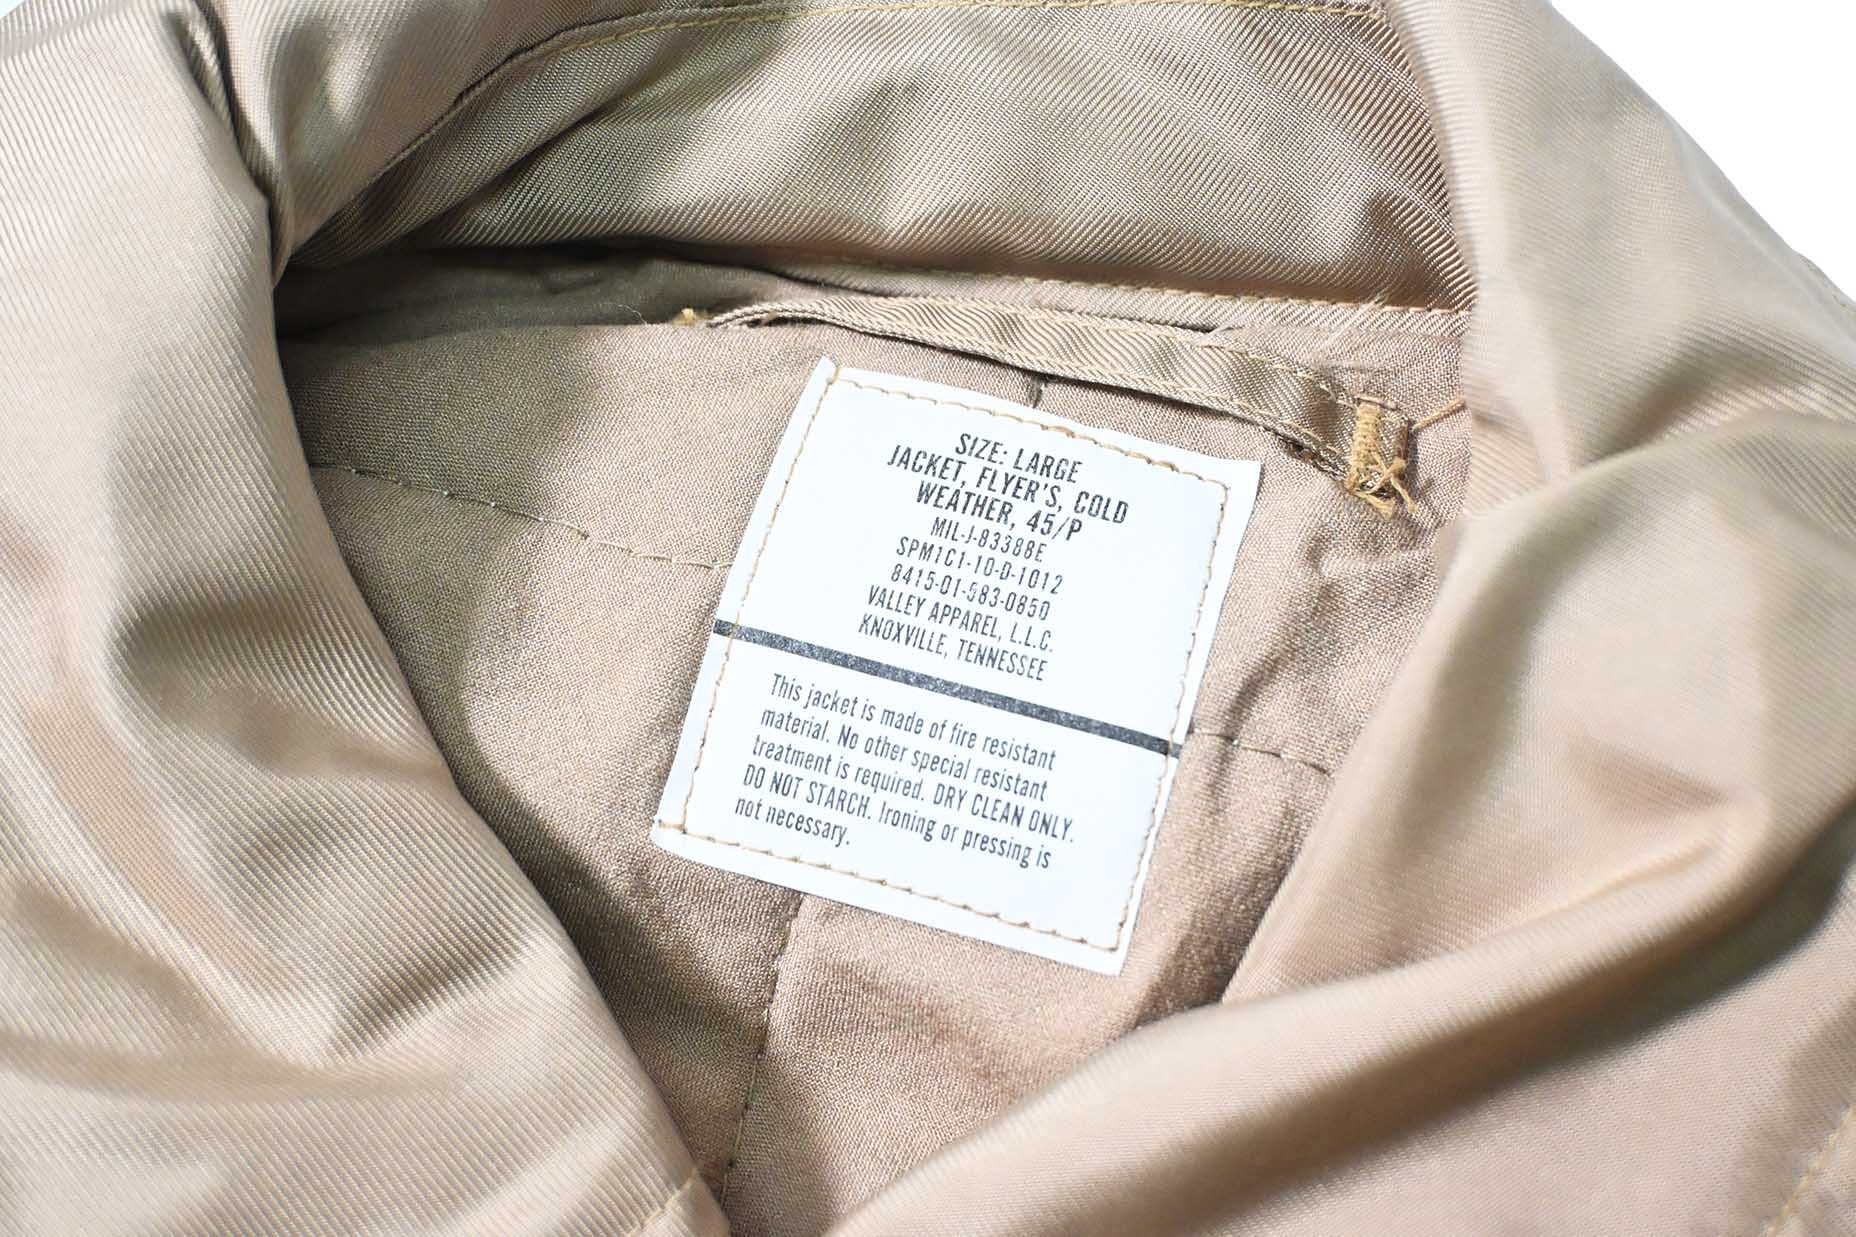 SIZE: LARGE
JACKET, FLYER'S, COLD
WEATHER, 45/P
MIL-J-83388E
SPM1C1-10-D-1012
8415-01-583-0850
VALLEY APPAREL, L.L.C.
KNOXVILLE, TENNESSEE
This jacket is made of fire resistant
material. No other special resistant
treatment is required. DRY CLEAN ONLY.
DO NOT STARCH. Ironing or pressing is
not necessary.